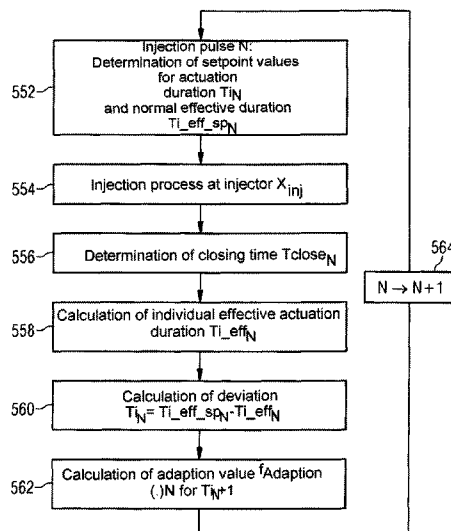 552
Injection pulse N:
Determination of setpoint values
for actuation
duration TiN
and normal effective duration
Ti_eff_spN
554
Injection process at injector Xinj
556
Determination of closing time TcloseN
558
Calculation of individual effective actuation
duration Ti_effN
560
Calculation of deviation
TiN= Ti_eff_spN-Ti_effN
562
Calculation of adaption value fAdaption
(.)N for TiN+1
564
N → N+1